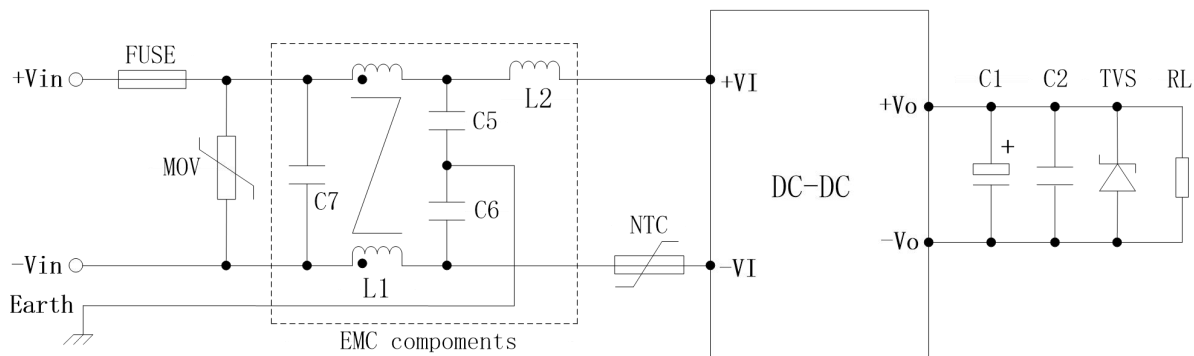 FUSE
+Vin
MOV
C7
L1
C5
C6
L2
-Vin
Earth
EMC compoments
NTC
+VI
-VI
DC-DC
+Vo
-Vo
C1
+
C2
TVS
RL